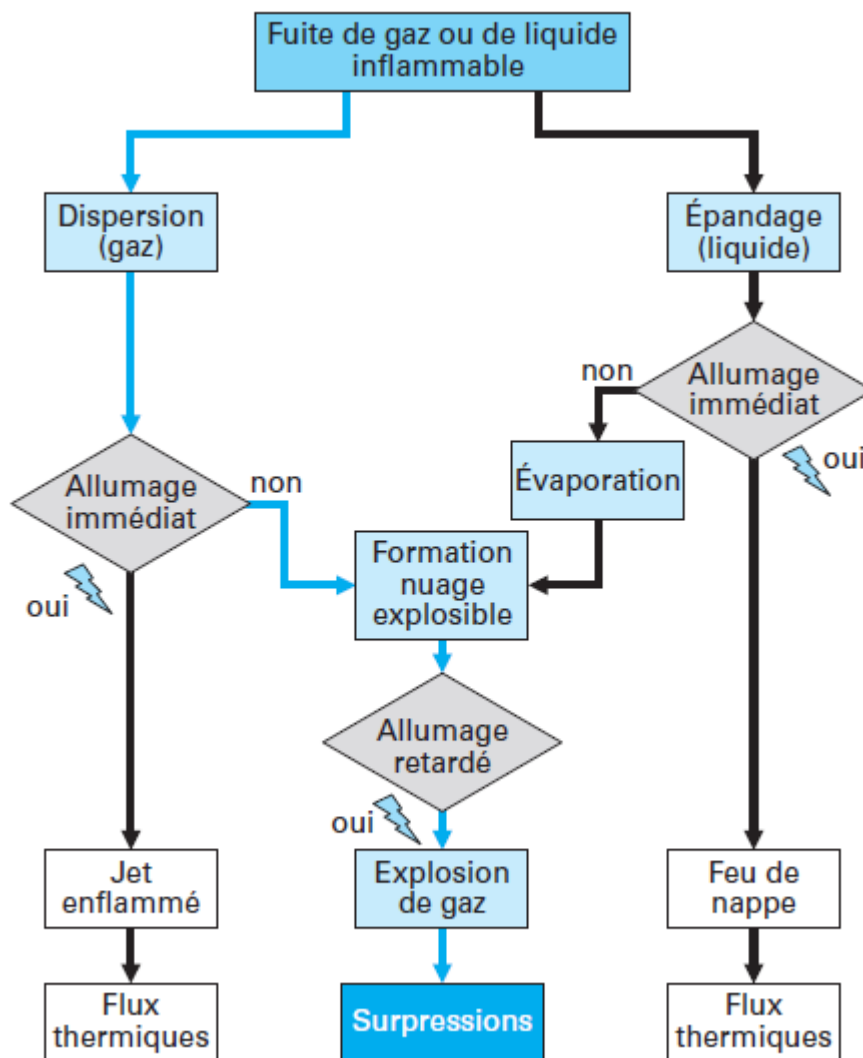 Fuite de gaz ou de liquide
inflammable
Dispersion
(gaz)
Épandage
(liquide)
non
Allumage
immédiat
oui
Évaporation
Allumage
immédiat
non
oui
Formation
nuage
explosible
Allumage
retardé
oui
Jet
enflammé
Explosion
de gaz
Feu de
nappe
Flux
thermiques
Surpressions
Flux
thermiques